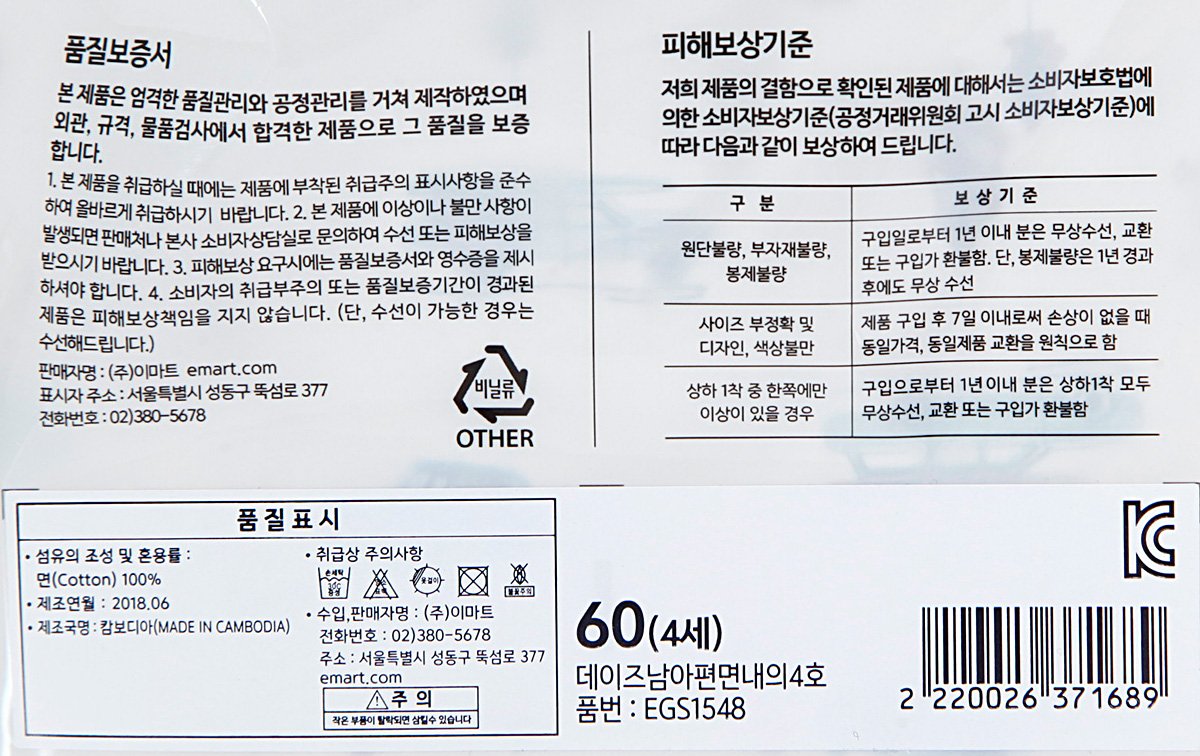 품질보증서
본 제품은 엄격한 품질관리와 공정관리를 거쳐 제작하였으며
외관, 규격, 물품검사에서 합격한 제품으로 그 품질을 보증
합니다.
1. 본 제품을 취급하실 때에는 제품에 부착된 취급주의 표시사항을 준수
하여 올바르게 취급하시기 바랍니다. 2. 본 제품에 이상이나 불만 사항이
발생되면 판매처나 본사 소비자상담실로 문의하여 수선 또는 피해보상을
받으시기 바랍니다. 3. 피해보상 요구시에는 품질보증서와 영수증을 제시
하셔야 합니다. 4. 소비자의 취급부주의 또는 품질보증기간이 경과된
제품은 피해보상책임을 지지 않습니다. (단, 수선이 가능한 경우는
수선해드립니다.)
판매자명 : (주)이마트 emart.com
표시자 주소 : 서울특별시 성동구 뚝섬로 377
전화번호 : 02)380-5678
비닐류
OTHER
피해보상기준
저희 제품의 결함으로 확인된 제품에 대해서는 소비자보호법에
의한 소비자보상기준(공정거래위원회 고시 소비자보상기준)에
따라 다음과 같이 보상하여 드립니다.
구 분 보 상 기 준
원단불량, 부자재불량,
봉제불량
구입일로부터 1년 이내 분은 무상수선, 교환
또는 구입가 환불함. 단, 봉제불량은 1년 경과
후에도 무상 수선
사이즈 부정확 및
디자인, 색상불만
제품 구입 후 7일 이내로써 손상이 없을 때
동일가격, 동일제품 교환을 원칙으로 함
상하 1착 중 한쪽에만
이상이 있을 경우
구입으로부터 1년 이내 분은 상하1착 모두
무상수선, 교환 또는 구입가 환불함
품 질 표 시
• 섬유의 조성 및 혼용률 :
면(Cotton) 100%
• 제조연월 : 2018.06
• 제조국명 : 캄보디아(MADE IN CAMBODIA)
• 취급상 주의사항
손세탁
옷걸이
불꽃주의
• 수입,판매자명 : (주)이마트
전화번호 : 02)380-5678
주소 : 서울특별시 성동구 뚝섬로 377
emart.com
주 의
작은 부품이 탈락되면 삼킬수 있습니다
KC
60(4세)
데이즈남아편면내의4호
품번 : EGS1548
2 220026 371689